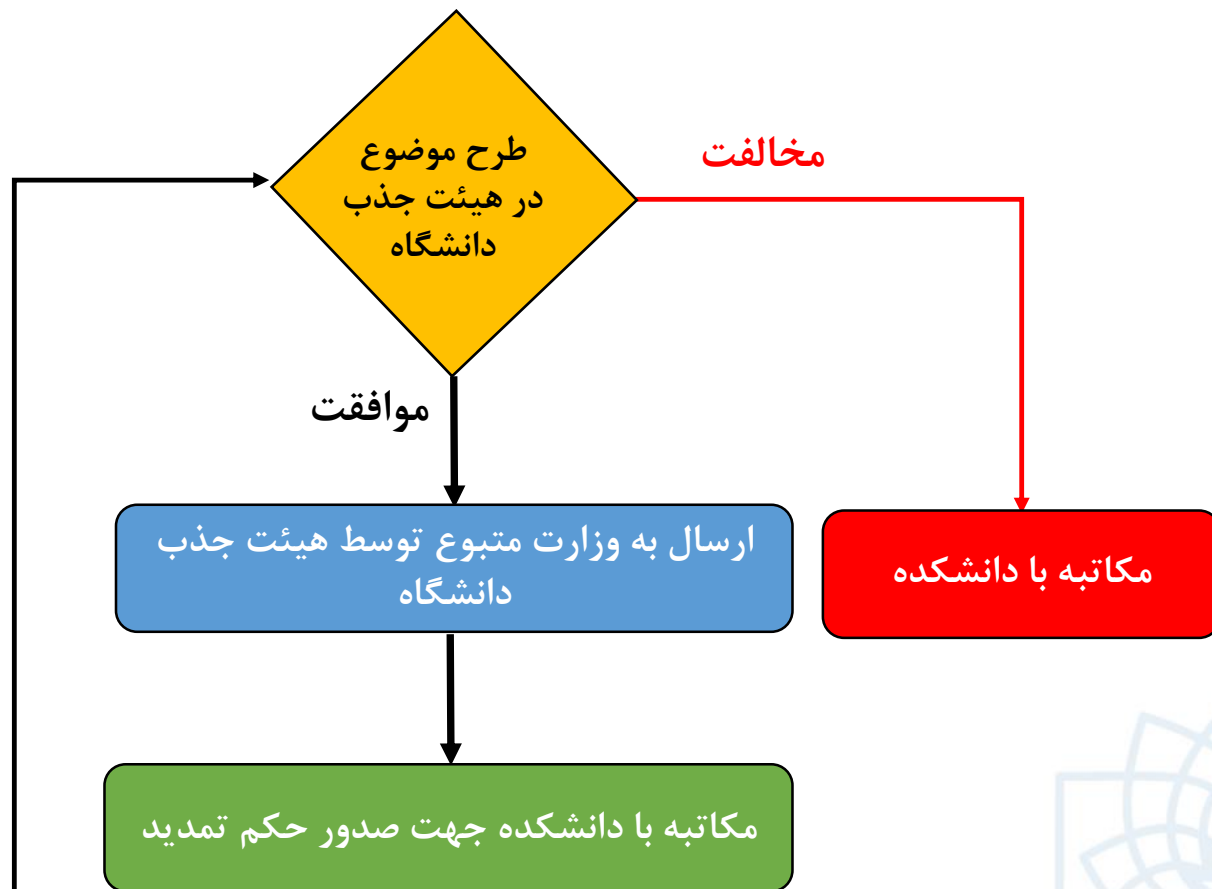 طرح موضوع
در هیئت جذب
دانشگاه
مخالفت
موافقت
ارسال به وزارت متبوع توسط هیئت جذب
دانشگاه
مکاتبه با دانشکده
مکاتبه با دانشکده جهت صدور حکم تمدید